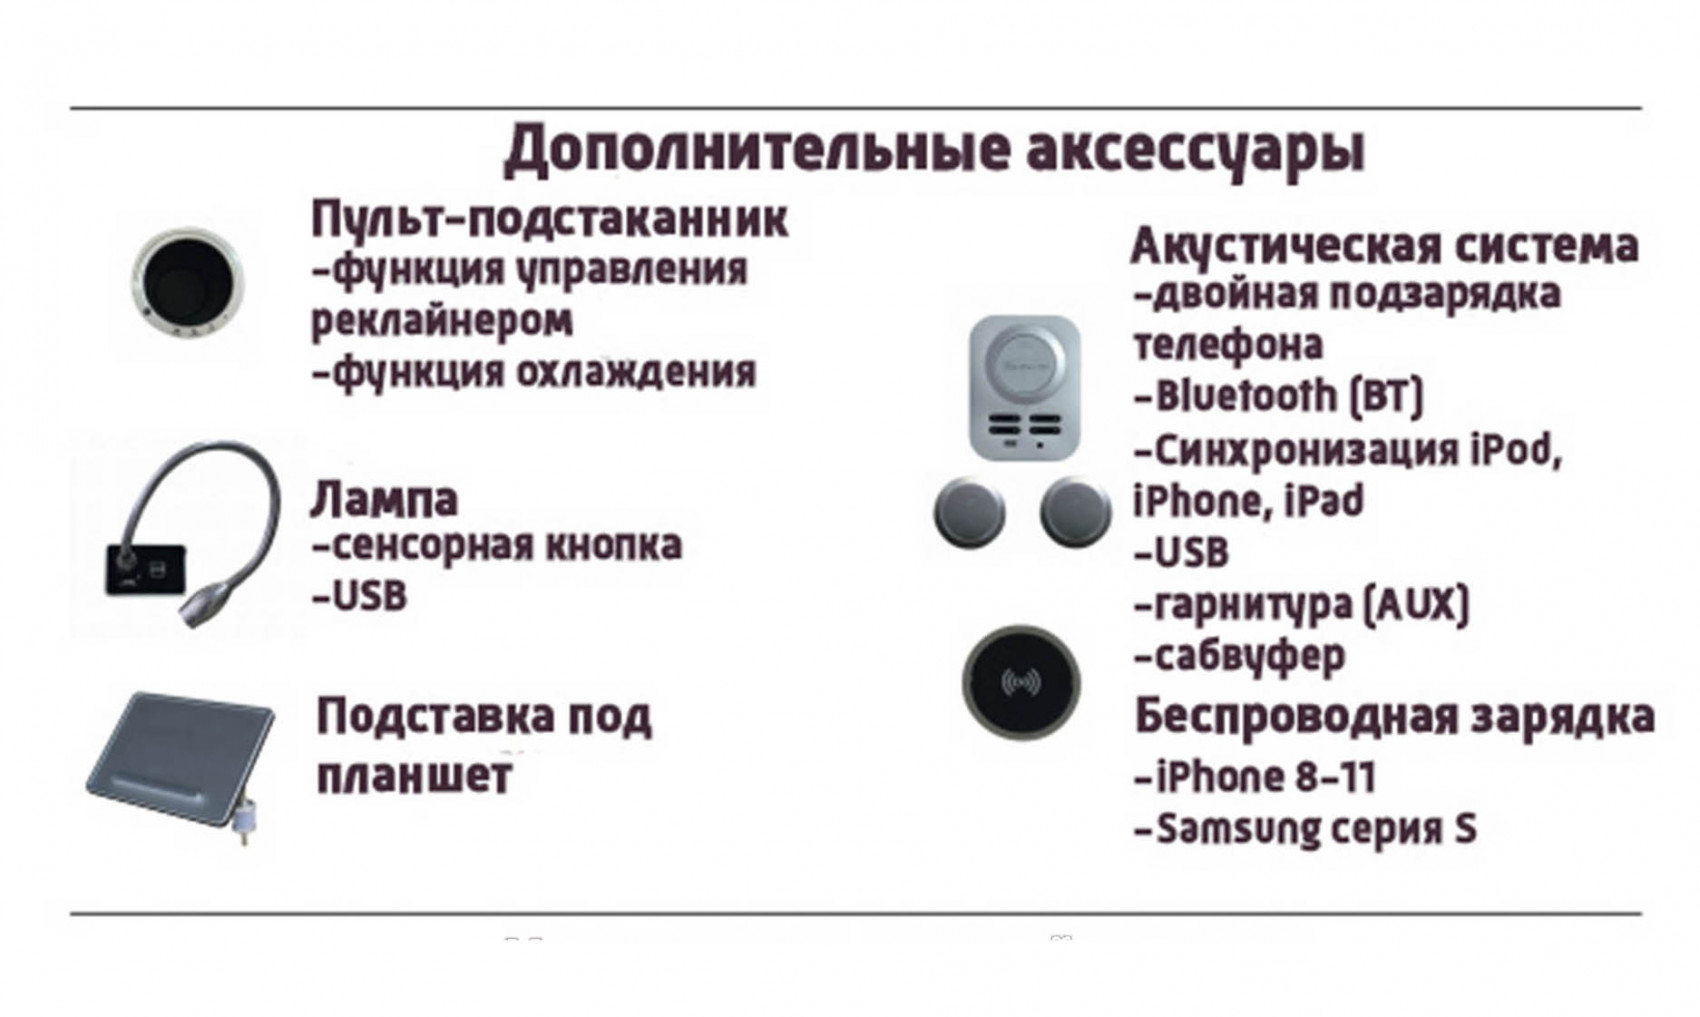 Дополнительные аксессуары
Пульт-подстаканник
-функция управления
реклайнером
-функция охлаждения
Лампа
-сенсорная кнопка
-USB
Подставка под
планшет
Акустическая система
-двойная подзарядка
телефона
-Bluetooth (BT)
-Синхронизация iPod,
iPhone, iPad
-USB
-гарнитура (AUX)
-сабвуфер
Беспроводная зарядка
-iPhone 8-11
-Samsung серия S